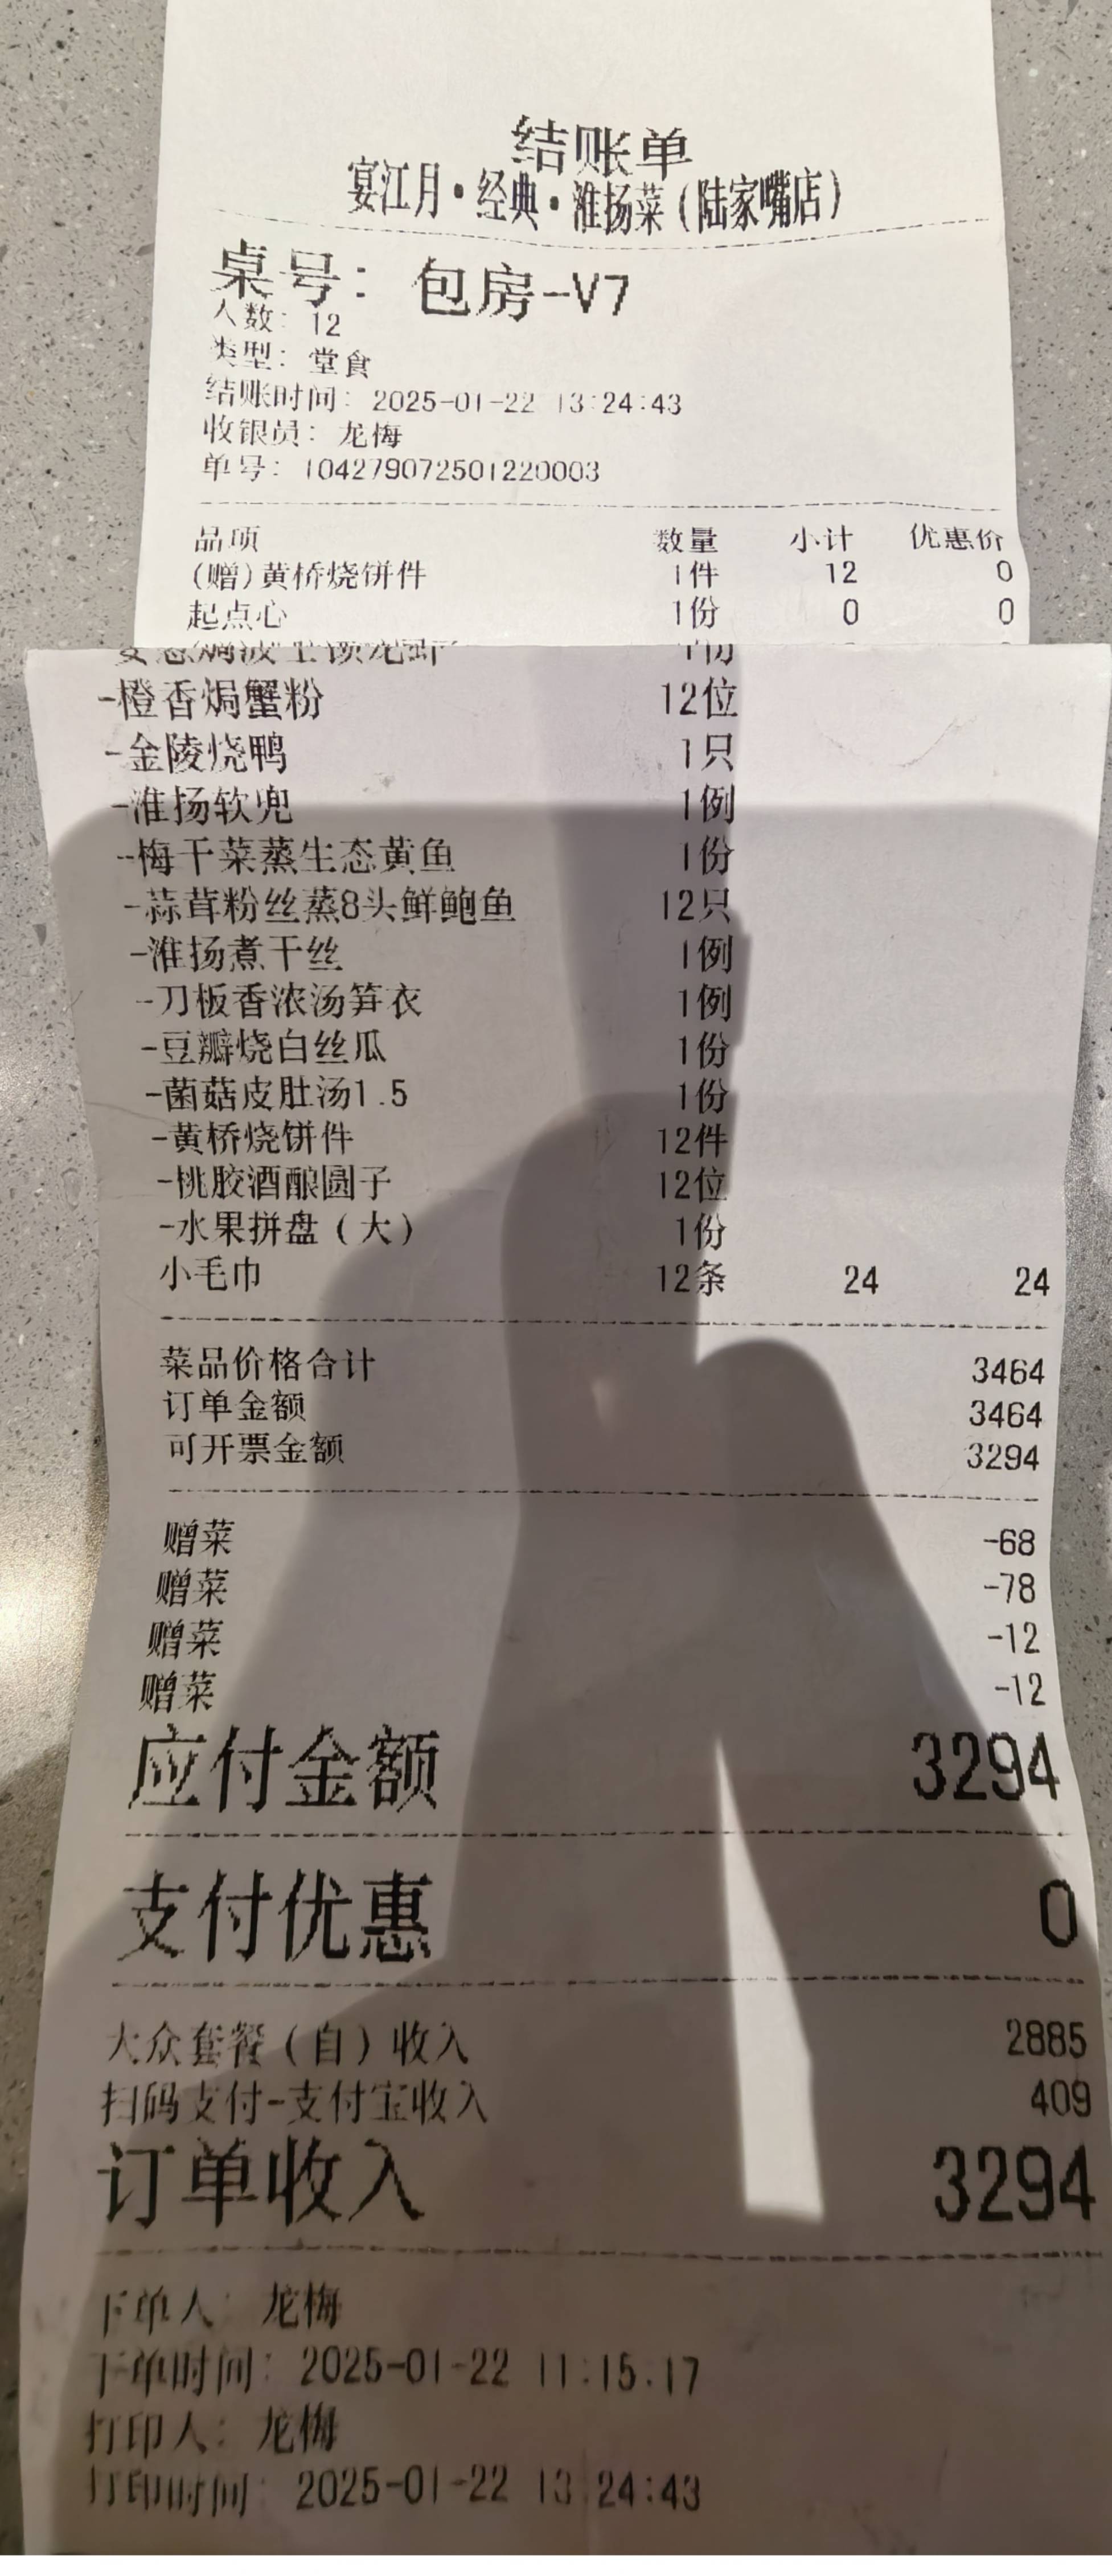 结账单
宴江月·经典·淮扬菜(陆家嘴店)
桌号: 包房-V7
人数: 12
类型: 堂食
结账时间: 2025-01-22 13:24:43
收银员: 龙梅
单号: 104279072501220003
品项 数量 小计 优惠价
(赠)黄桥烧饼件 1件 12 0
起点心 1份 0 0
-橙香焗蟹粉 12位
-金陵烧鸭 1只
-淮扬软兜 1例
-梅干菜蒸生态黄鱼 1份
-蒜茸粉丝蒸8头鲜鲍鱼 12只
-淮扬煮干丝 1例
-刀板香浓汤笋衣 1例
-豆瓣烧白丝瓜 1份
-菌菇皮肚汤1.5 1份
-黄桥烧饼件 12件
-桃胶酒酿圆子 12位
-水果拼盘(大) 1份
小毛巾 12条 24 24
菜品价格合计 3464
订单金额 3464
可开票金额 3294
赠菜 -68
赠菜 -78
赠菜 -12
赠菜 -12
应付金额 3294
支付优惠 0
大众套餐(自)收入 2885
扫码支付-支付宝收入 409
订单收入 3294
下单人: 龙梅
下单时间: 2025-01-22 11:15:17
打印人: 龙梅
打印时间: 2025-01-22 13:24:43